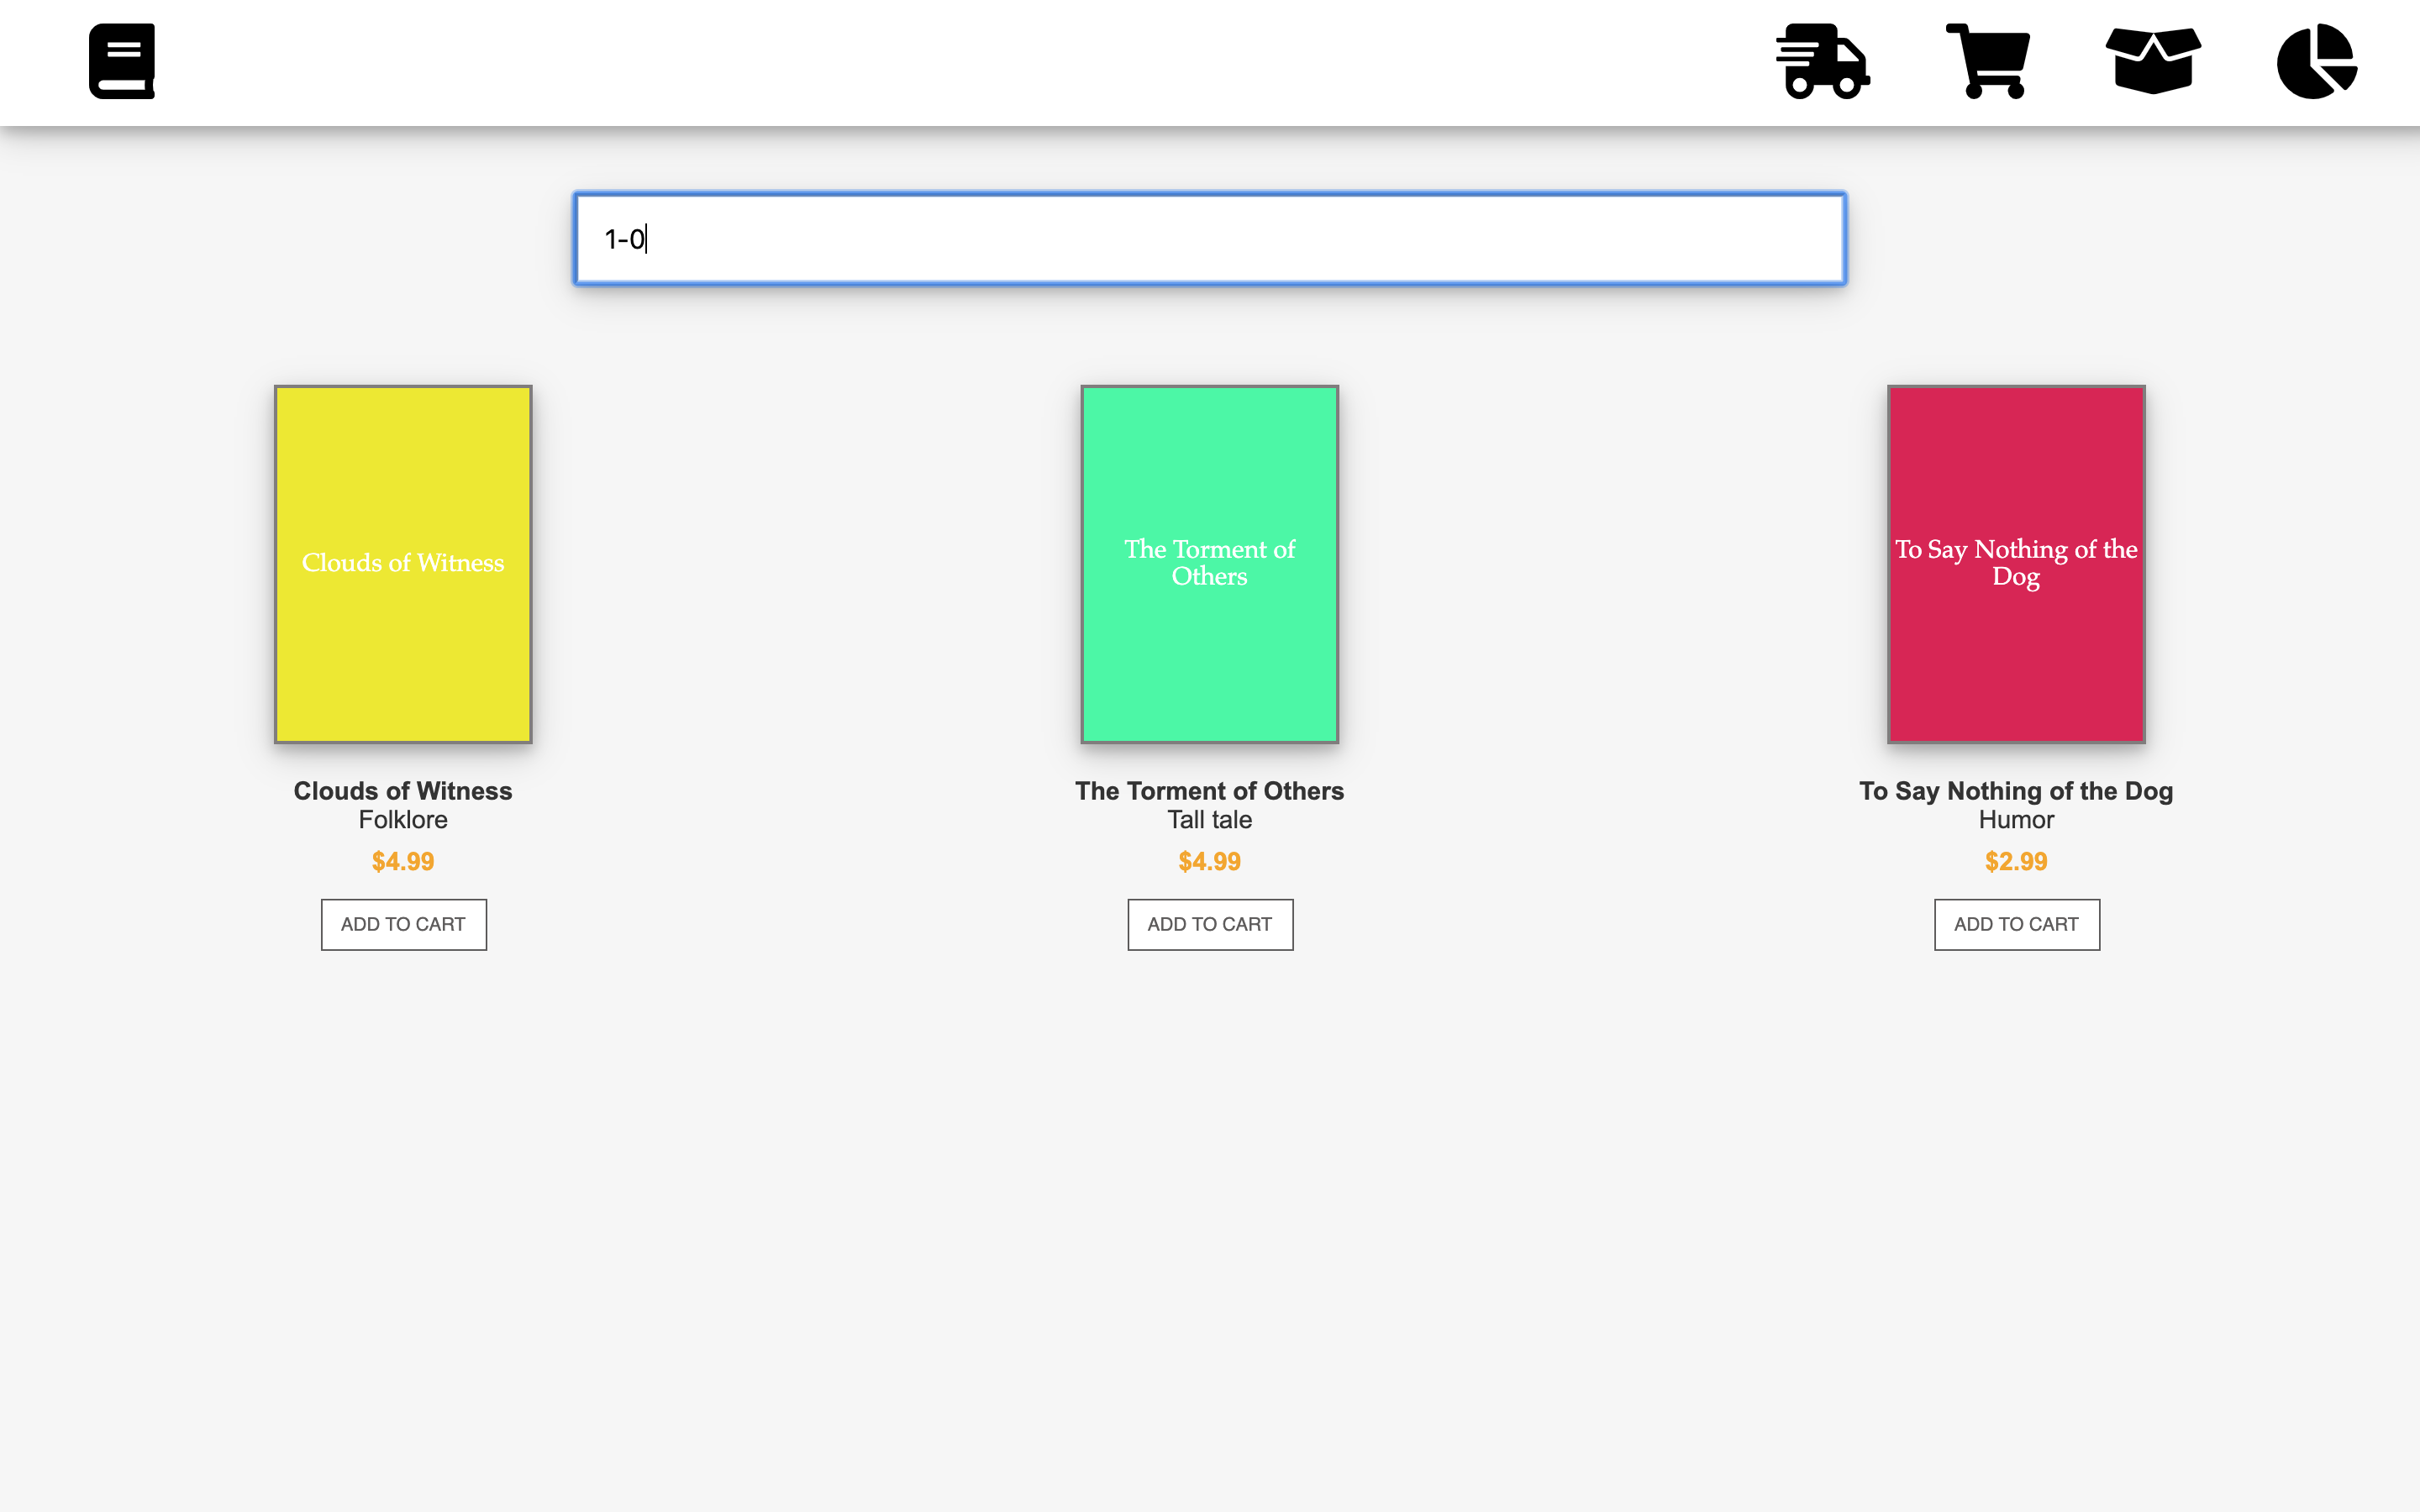 1-0
Clouds of Witness
The Torment of
Others
To Say Nothing of the
Dog
Clouds of Witness
Folklore
$4.99
ADD TO CART
The Torment of Others
Tall tale
$4.99
ADD TO CART
To Say Nothing of the Dog
Humor
$2.99
ADD TO CART